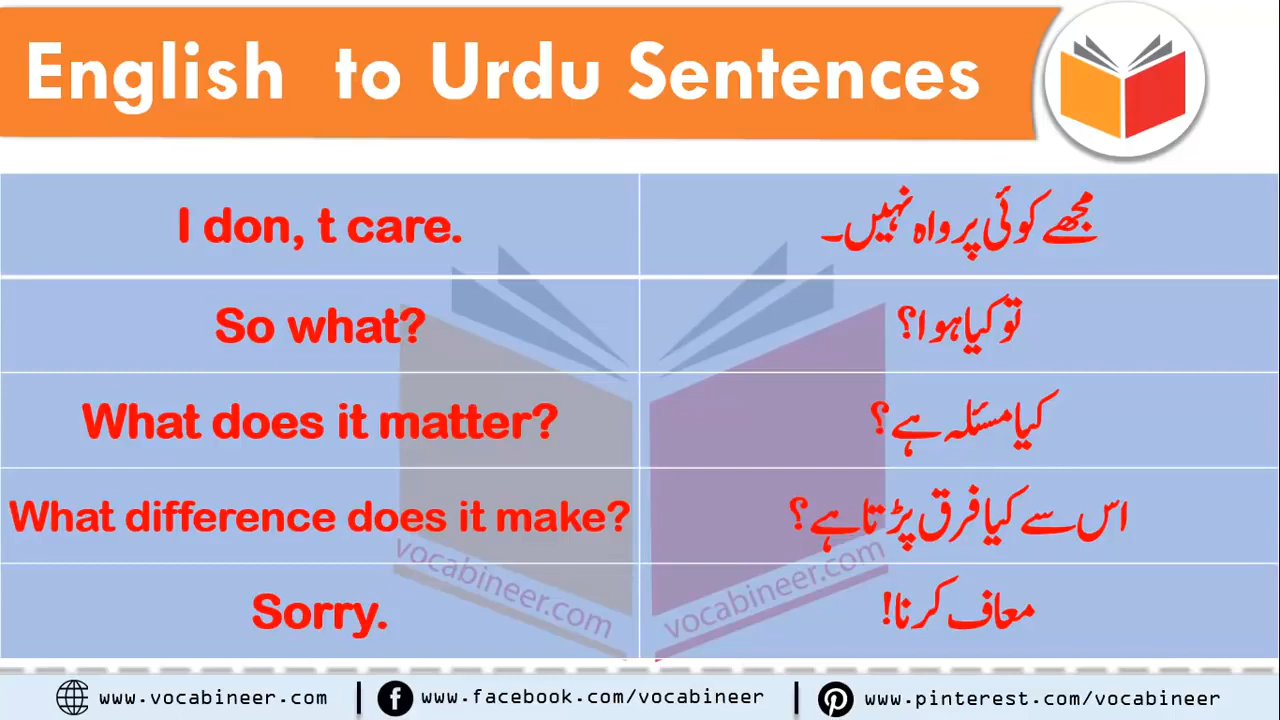 English to Urdu Sentences
I don, t care.
مجھے کوئی پرواہ نہیں۔
So what?
تو کیا ہوا؟
What does it matter?
کیا مسئلہ ہے؟
What difference does it make?
اس سے کیا فرق پڑتا ہے؟
Sorry.
معاف کرنا!
vocabineer.com
vocabineer.com
www.vocabineer.com | www.facebook.com/vocabineer | www.pinterest.com/vocabineer